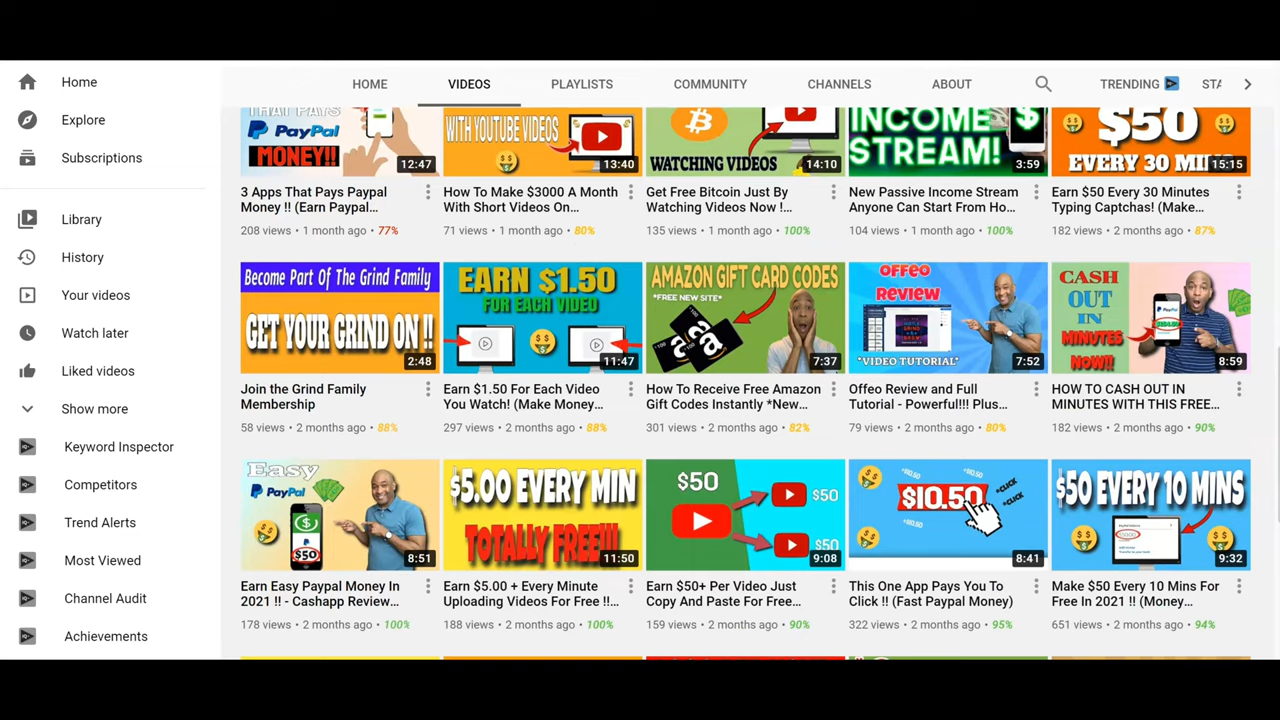 Home
Explore
Subscriptions
Library
History
Your videos
Watch later
Liked videos
Show more
Keyword Inspector
Competitors
Trend Alerts
Most Viewed
Channel Audit
Achievements
HOME VIDEOS PLAYLISTS COMMUNITY CHANNELS ABOUT TRENDING
THAT PAYS
PayPal
MONEY!!
12:47
WITH YOUTUBE VIDEOS
13:40
WATCHING VIDEOS
14:10
INCOME
STREAM!
3:59
$50
EVERY 30
15:15
3 Apps That Pays Paypal
Money !! (Earn Paypal...
208 views • 1 month ago • 77%
How To Make $3000 A Month
With Short Videos On...
71 views • 1 month ago • 80%
Get Free Bitcoin Just By
Watching Videos Now !...
135 views • 1 month ago • 100%
New Passive Income Stream
Anyone Can Start From Ho...
104 views • 1 month ago • 100%
Earn $50 Every 30 Minutes
Typing Captchas! (Make...
182 views • 2 months ago • 87%
Become Part Of The Grind Family
GET YOUR GRIND ON !!
2:48
EARN $1.50
FOR EACH VIDEO
11:47
AMAZON GIFT CARD CODES
*FREE NEW SITE*
7:37
OFFEO
Review
*VIDEO TUTORIAL*
7:52
CASH
OUT
IN
MINUTES
NOW!!
8:59
Join the Grind Family
Membership
58 views • 2 months ago • 88%
Earn $1.50 For Each Video
You Watch! (Make Money...
297 views • 2 months ago • 88%
How To Receive Free Amazon
Gift Codes Instantly *New...
301 views • 2 months ago • 82%
Offeo Review and Full
Tutorial - Powerful!!! Plus...
79 views • 2 months ago • 80%
HOW TO CASH OUT IN
MINUTES WITH THIS FREE...
182 views • 2 months ago • 90%
Easy
PayPal
$50
8:51
$5.00 EVERY MIN
TOTALLY FREE!!!
11:50
$50
$50
$50
9:08
+$10.50
+$10.50
$10.50
+$10.50
*CLICK
*CLICK
8:41
$50 EVERY 10 MINS
9:32
Earn Easy Paypal Money In
2021 !! - Cashapp Review...
178 views • 2 months ago • 100%
Earn $5.00 + Every Minute
Uploading Videos For Free !!...
188 views • 2 months ago • 100%
Earn $50+ Per Video Just
Copy And Paste For Free...
159 views • 2 months ago • 90%
This One App Pays You To
Click !! (Fast Paypal Money)
322 views • 2 months ago • 95%
Make $50 Every 10 Mins For
Free In 2021 !! (Money...
651 views • 2 months ago • 94%